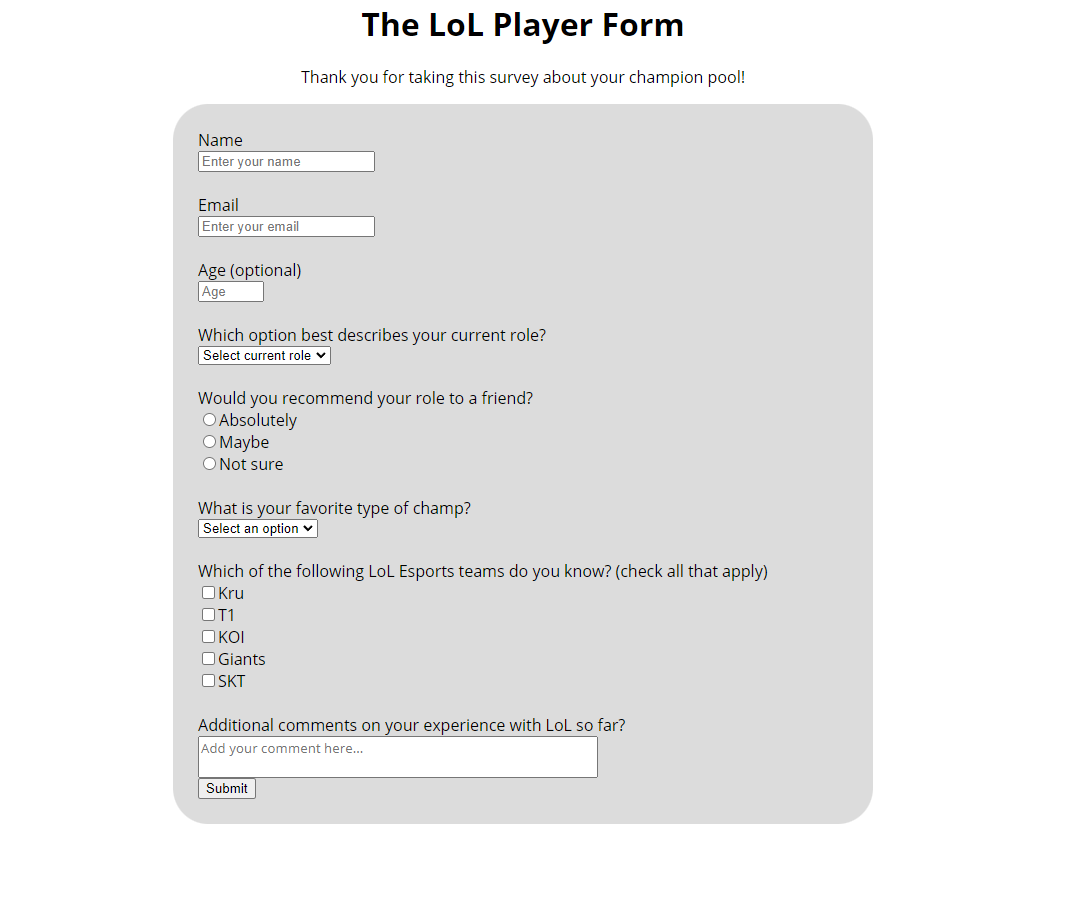 The LoL Player Form
Thank you for taking this survey about your champion pool!
Name
Enter your name
Email
Enter your email
Age (optional)
Age
Which option best describes your current role?
Select current role
Would you recommend your role to a friend?
Absolutely
Maybe
Not sure
What is your favorite type of champ?
Select an option
Which of the following LoL Esports teams do you know? (check all that apply)
Kru
T1
KOI
Giants
SKT
Additional comments on your experience with LoL so far?
Add your comment here...
Submit